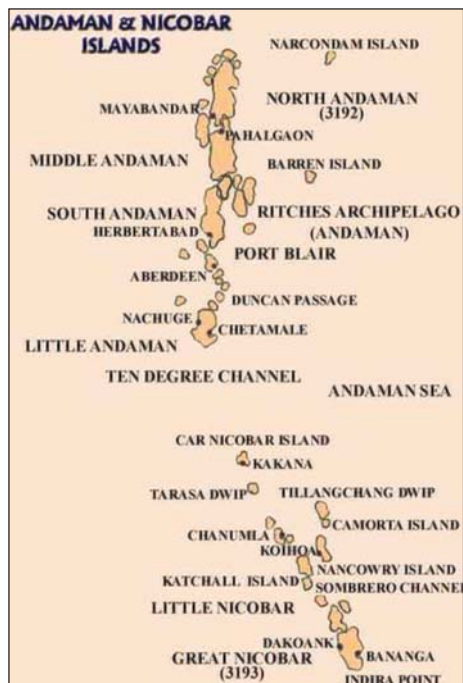 ANDAMAN & NICOBAR
ISLANDS
NARCONDAM ISLAND
NORTH ANDAMAN
(3192)
MAYABANDAR
PAHALGAON
MIDDLE ANDAMAN
BARREN ISLAND
SOUTH ANDAMAN
RITCHES ARCHIPELAGO
(ANDAMAN)
HERBERTABAD
PORT BLAIR
ABERDEEN
DUNCAN PASSAGE
NACHUGE
CHETAMALE
LITTLE ANDAMAN
TEN DEGREE CHANNEL
ANDAMAN SEA
CAR NICOBAR ISLAND
KAKANA
TARASA DWIP
TILLANGCHANG DWIP
CAMORTA ISLAND
CHANUMLA
KOIHOA
NANCOWRY ISLAND
KATCHALL ISLAND
SOMBRERO CHANNEL
LITTLE NICOBAR
DAKOANK
BANANGA
GREAT NICOBAR
(3193)
INDIRA POINT